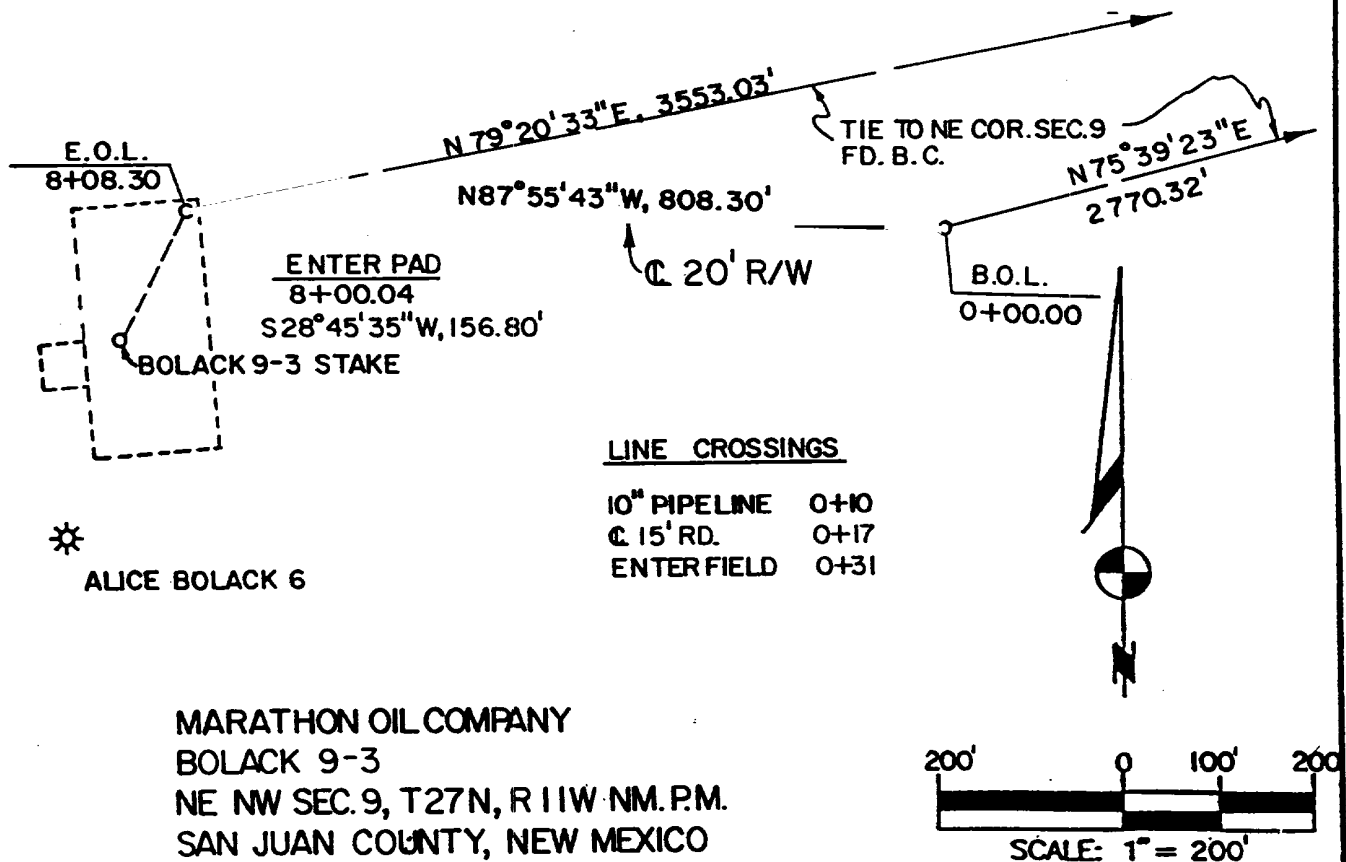 N 79°20'33"E, 3553.03'
TIE TO NE COR. SEC. 9
FD. B.C.
N75°39'23"E
2770.32'
E.O.L.
8+08.30
N87°55'43"W, 808.30'
℄ 20' R/W
B.O.L.
0+00.00
ENTER PAD
8+00.04
S28°45'35"W, 156.80'
BOLACK 9-3 STAKE
LINE CROSSINGS
10" PIPELINE 0+10
℄ 15' RD. 0+17
ENTER FIELD 0+31
ALICE BOLACK 6
N
MARATHON OIL COMPANY
BOLACK 9-3
NE NW SEC. 9, T27N, R11W NM.P.M.
SAN JUAN COUNTY, NEW MEXICO
200' 0 100' 200
SCALE: 1" = 200'